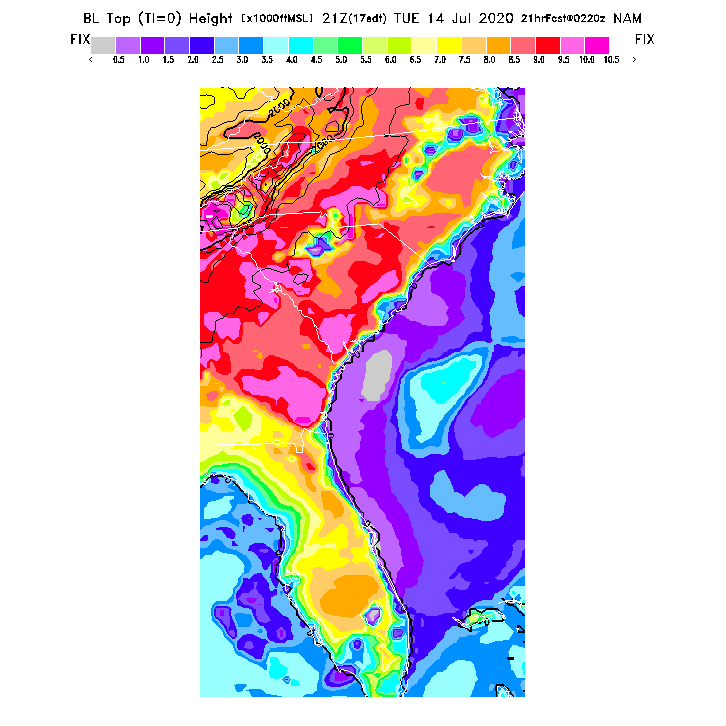 BL Top (TI=0) Height [x1000ftMSL] 21Z(17edt) TUE 14 Jul 2020 21hrFcst@0220z NAM
FIX FIX
< 0.5 1.0 1.5 2.0 2.5 3.0 3.5 4.0 4.5 5.0 5.5 6.0 6.5 7.0 7.5 8.0 8.5 9.0 9.5 10.0 10.5 >
2000
2000
2000